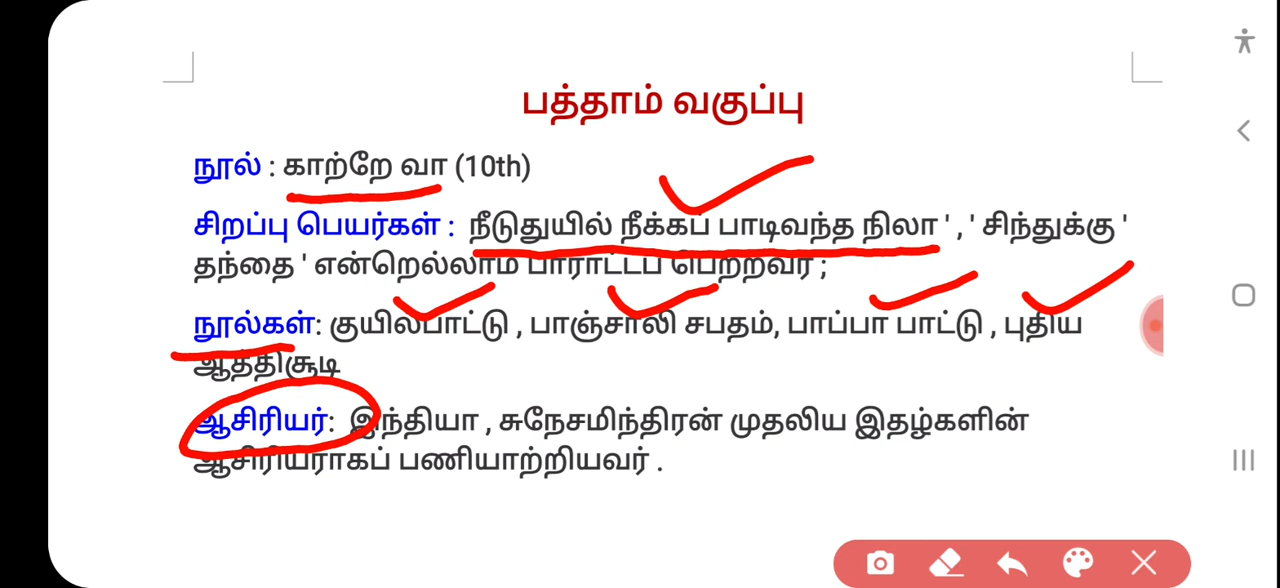 பத்தாம் வகுப்பு
நூல் : காற்றே வா (10th)
சிறப்பு பெயர்கள் : நீடுதுயில் நீக்கப் பாடிவந்த நிலா ' , ' சிந்துக்கு '
தந்தை ' என்றெல்லாம் பாராட்டப் பெற்றவர் ;
நூல்கள்: குயில்பாட்டு , பாஞ்சாலி சபதம், பாப்பா பாட்டு , புதிய
ஆத்திசூடி
ஆசிரியர்: இந்தியா , சுநேசமிந்திரன் முதலிய இதழ்களின்
ஆசிரியராகப் பணியாற்றியவர் .